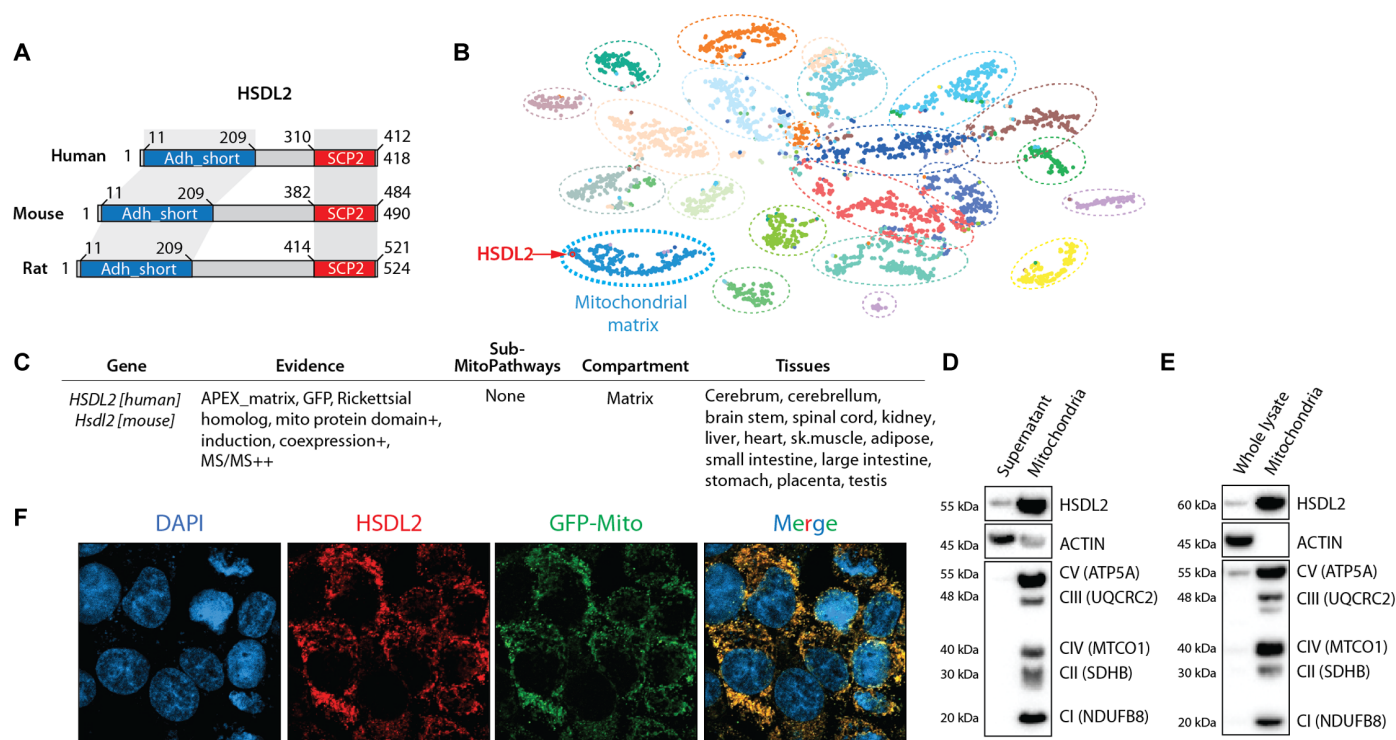 A
HSDL2
11 209 310 412
Human 1 Adh_short SCP2 418
11 209 382 484
Mouse 1 Adh_short SCP2 490
11 209 414 521
Rat 1 Adh_short SCP2 524
B
HSDL2
Mitochondrial
matrix
C
Gene Evidence Sub-MitoPathways Compartment Tissues
HSDL2 [human]
Hsdl2 [mouse]
APEX_matrix, GFP, Rickettsial
homolog, mito protein domain+,
induction, coexpression+,
MS/MS++
None
Matrix
Cerebrum, cerebrellum,
brain stem, spinal cord, kidney,
liver, heart, sk.muscle, adipose,
small intestine, large intestine,
stomach, placenta, testis
D
Supernatant
Mitochondria
55 kDa HSDL2
45 kDa ACTIN
55 kDa CV (ATP5A)
48 kDa CIII (UQCRC2)
40 kDa CIV (MTCO1)
30 kDa CII (SDHB)
20 kDa CI (NDUFB8)
E
Whole lysate
Mitochondria
60 kDa HSDL2
45 kDa ACTIN
55 kDa CV (ATP5A)
48 kDa CIII (UQCRC2)
40 kDa CIV (MTCO1)
30 kDa CII (SDHB)
20 kDa CI (NDUFB8)
F
DAPI HSDL2 GFP-Mito Merge